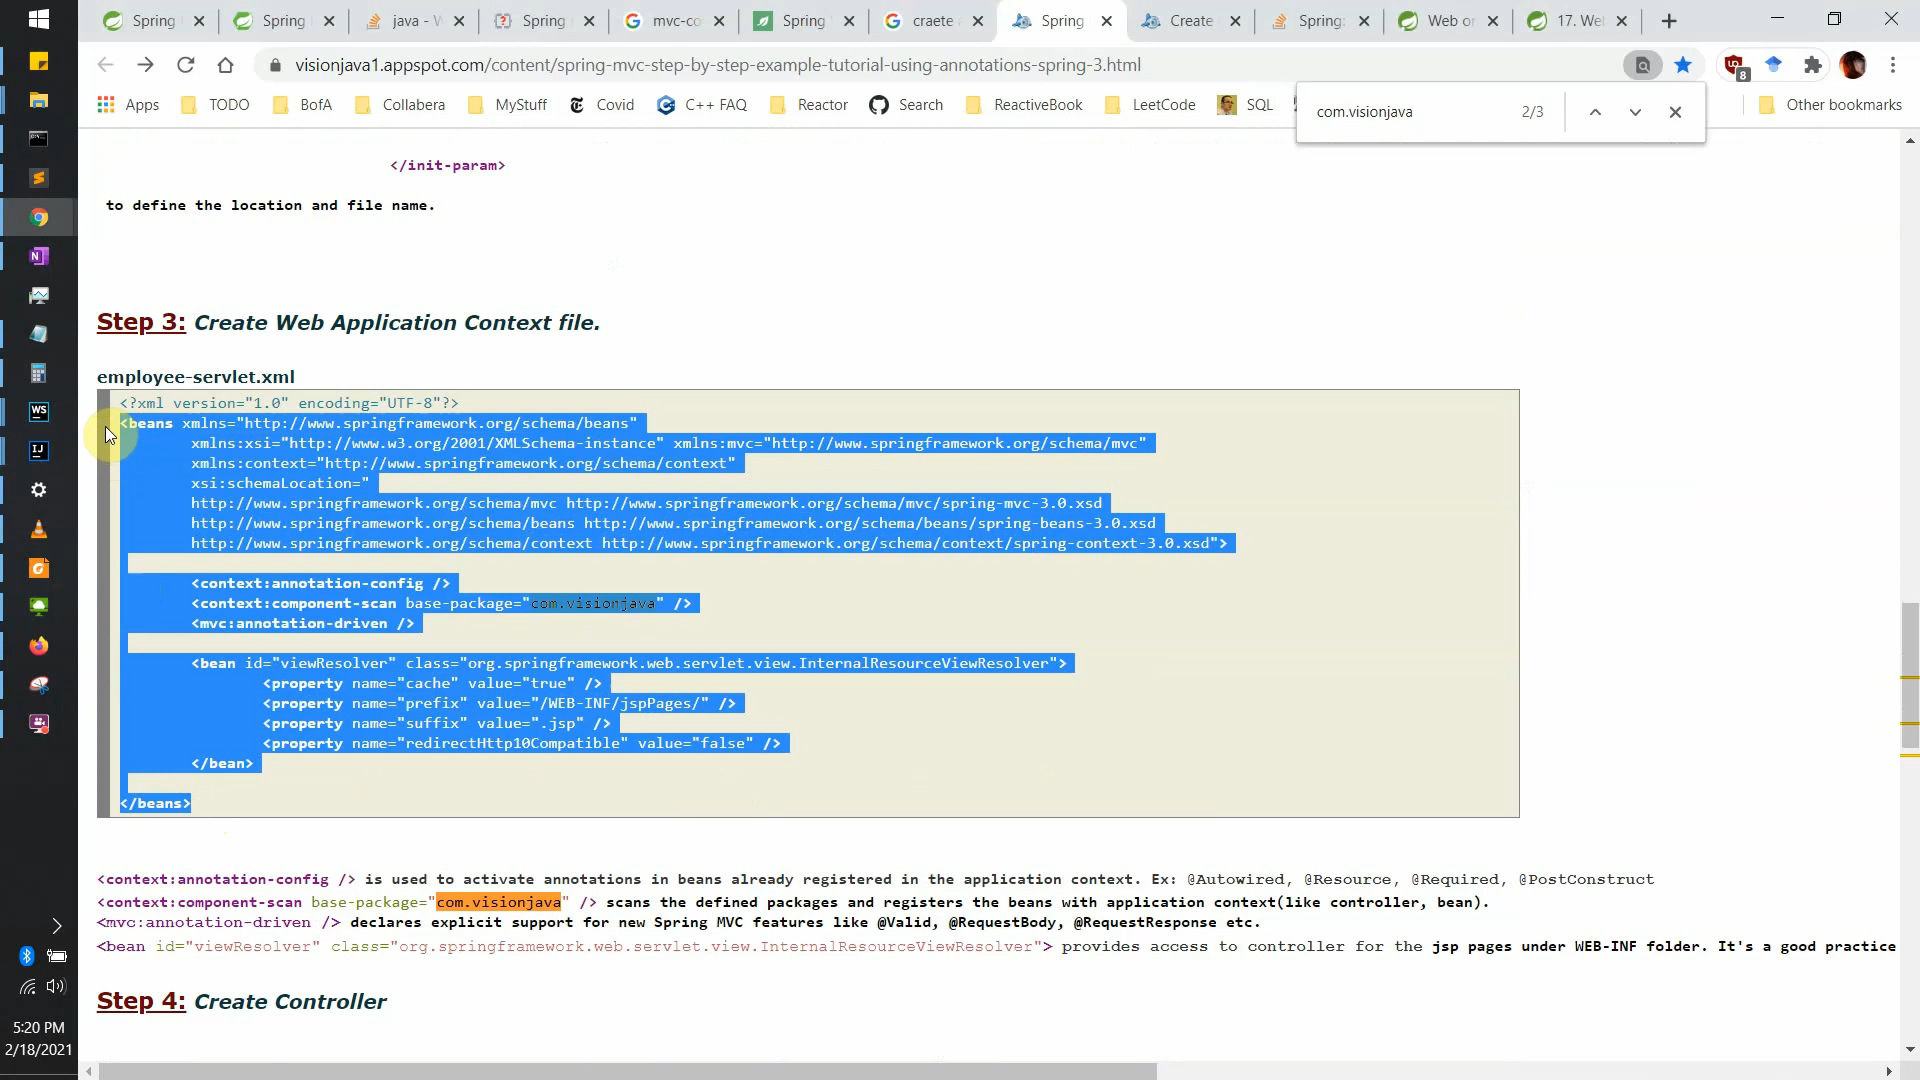 Spring
Spring
java - W
Spring
mvc-co
Spring
craete
Spring
Create
Spring:
Web or
17. We
visionjava1.appspot.com/content/spring-mvc-step-by-step-example-tutorial-using-annotations-spring-3.html
8
Apps
TODO
BofA
Collabera
MyStuff
Covid
C++ FAQ
Reactor
Search
ReactiveBook
LeetCode
SQL
Other bookmarks
com.visionjava
2/3
</init-param>
to define the location and file name.
Step 3: Create Web Application Context file.
employee-servlet.xml
<?xml version="1.0" encoding="UTF-8"?>
<beans xmlns="http://www.springframework.org/schema/beans"
xmlns:xsi="http://www.w3.org/2001/XMLSchema-instance" xmlns:mvc="http://www.springframework.org/schema/mvc"
xmlns:context="http://www.springframework.org/schema/context"
xsi:schemaLocation="
http://www.springframework.org/schema/mvc http://www.springframework.org/schema/mvc/spring-mvc-3.0.xsd
http://www.springframework.org/schema/beans http://www.springframework.org/schema/beans/spring-beans-3.0.xsd
http://www.springframework.org/schema/context http://www.springframework.org/schema/context/spring-context-3.0.xsd">
<context:annotation-config />
<context:component-scan base-package="com.visionjava" />
<mvc:annotation-driven />
<bean id="viewResolver" class="org.springframework.web.servlet.view.InternalResourceViewResolver">
<property name="cache" value="true" />
<property name="prefix" value="/WEB-INF/jspPages/" />
<property name="suffix" value=".jsp" />
<property name="redirectHttp10Compatible" value="false" />
</bean>
</beans>
<context:annotation-config /> is used to activate annotations in beans already registered in the application context. Ex: @Autowired, @Resource, @Required, @PostConstruct
<context:component-scan base-package="com.visionjava" /> scans the defined packages and registers the beans with application context(like controller, bean).
<mvc:annotation-driven /> declares explicit support for new Spring MVC features like @Valid, @RequestBody, @RequestResponse etc.
<bean id="viewResolver" class="org.springframework.web.servlet.view.InternalResourceViewResolver"> provides access to controller for the jsp pages under WEB-INF folder. It's a good practice
Step 4: Create Controller
WS
IJ
5:20 PM
2/18/2021